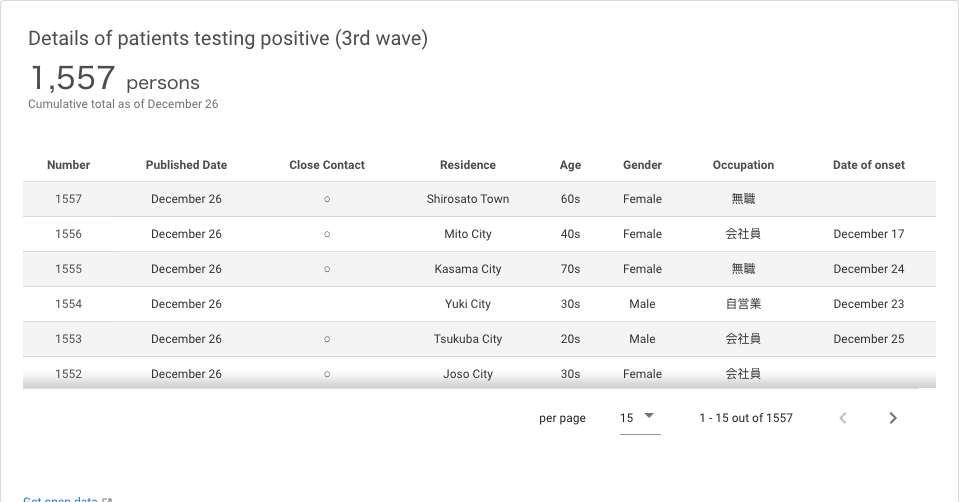 Details of patients testing positive (3rd wave)
1,557 persons
Cumulative total as of December 26
Number Published Date Close Contact Residence Age Gender Occupation Date of onset
1557 December 26 ○ Shirosato Town 60s Female 無職
1556 December 26 ○ Mito City 40s Female 会社員 December 17
1555 December 26 ○ Kasama City 70s Female 無職 December 24
1554 December 26 Yuki City 30s Male 自営業 December 23
1553 December 26 ○ Tsukuba City 20s Male 会社員 December 25
1552 December 26 ○ Joso City 30s Female 会社員
per page 15 1 - 15 out of 1557
Get open data